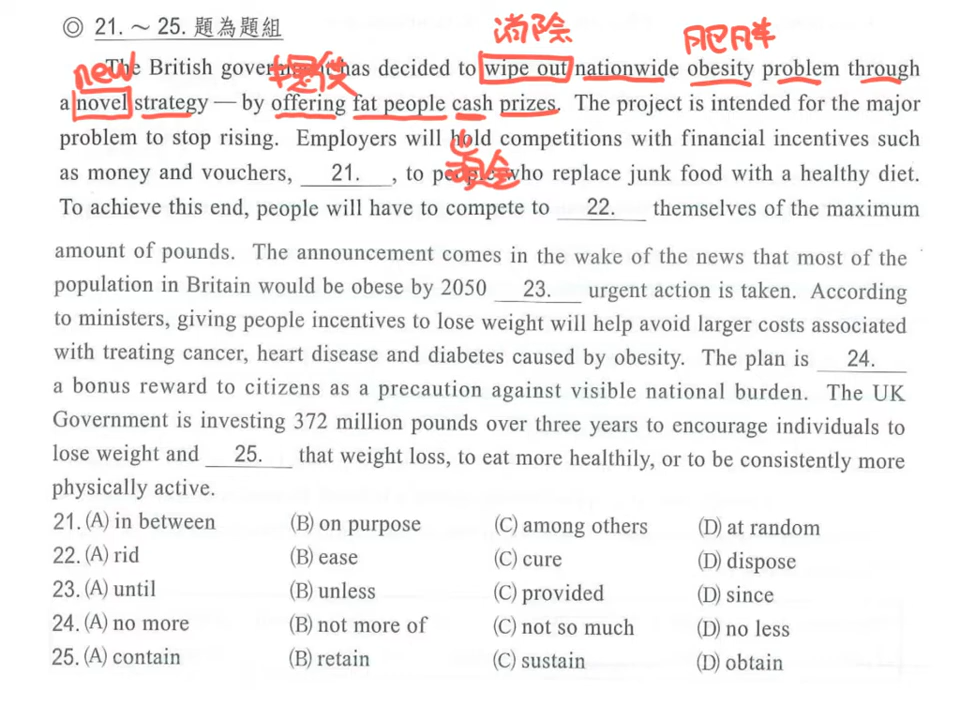 ◎ 21. ～ 25. 題為題組
消除
肥胖
new
提供
The British government has decided to wipe out nationwide obesity problem through
a novel strategy — by offering fat people cash prizes. The project is intended for the major
problem to stop rising. Employers will hold competitions with financial incentives such
現金
as money and vouchers, 21. , to people who replace junk food with a healthy diet.
To achieve this end, people will have to compete to 22. themselves of the maximum
amount of pounds. The announcement comes in the wake of the news that most of the
population in Britain would be obese by 2050 23. urgent action is taken. According
to ministers, giving people incentives to lose weight will help avoid larger costs associated
with treating cancer, heart disease and diabetes caused by obesity. The plan is 24.
a bonus reward to citizens as a precaution against visible national burden. The UK
Government is investing 372 million pounds over three years to encourage individuals to
lose weight and 25. that weight loss, to eat more healthily, or to be consistently more
physically active.
21. (A) in between (B) on purpose (C) among others (D) at random
22. (A) rid (B) ease (C) cure (D) dispose
23. (A) until (B) unless (C) provided (D) since
24. (A) no more (B) not more of (C) not so much (D) no less
25. (A) contain (B) retain (C) sustain (D) obtain